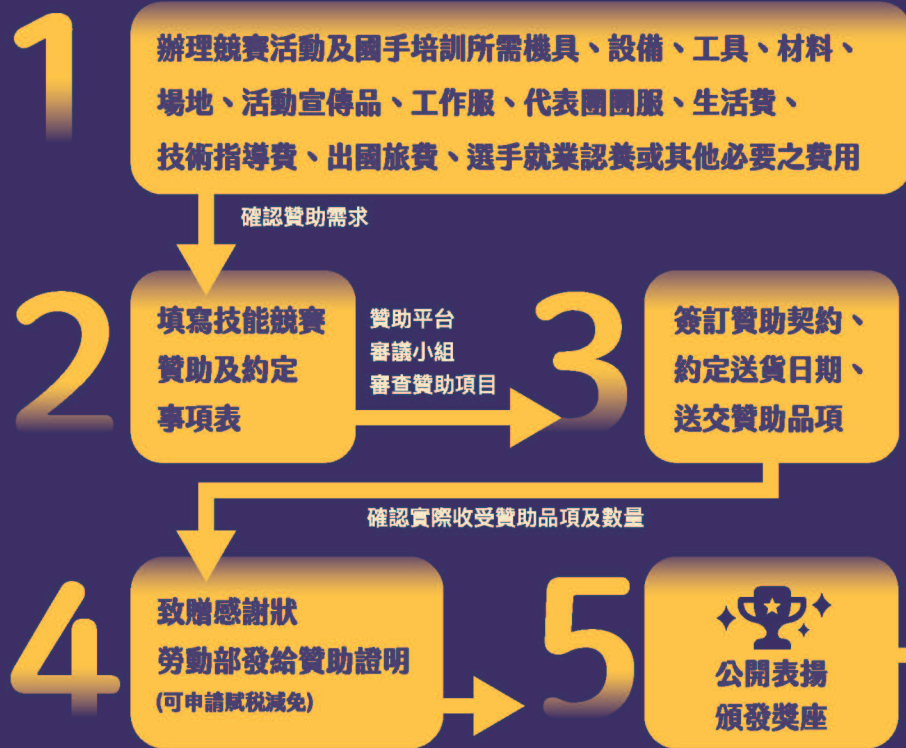 1
辦理競賽活動及國手培訓所需機具、設備、工具、材料、
場地、活動宣傳品、工作服、代表團團服、生活費、
技術指導費、出國旅費、選手就業認養或其他必要之費用
確認贊助需求
2
填寫技能競賽
贊助及約定
事項表
贊助平台
審議小組
審查贊助項目
3
簽訂贊助契約、
約定送貨日期、
送交贊助品項
確認實際收受贊助品項及數量
4
致贈感謝狀
勞動部發給贊助證明
(可申請賦稅減免)
5
公開表揚
頒發獎座